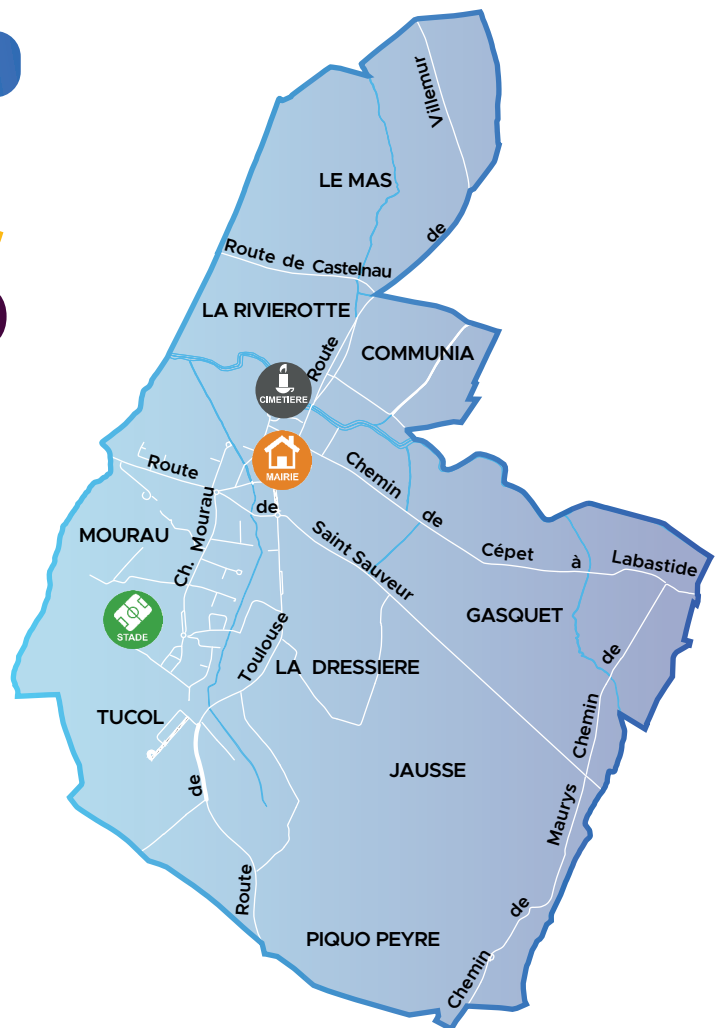 Villemur
de
LE MAS
Route de Castelnau
LA RIVIEROTTE
Route
COMMUNIA
CIMETIERE
MAIRIE
Route
de
Saint Sauveur
Chemin
de
Cépet
à
Labastide
MOURAU
Ch. Mourau
STADE
GASQUET
Toulouse
LA DRESSIERE
TUCOL
de
Route
JAUSSE
Chemin
de
Maurys
de
Chemin
PIQUO PEYRE